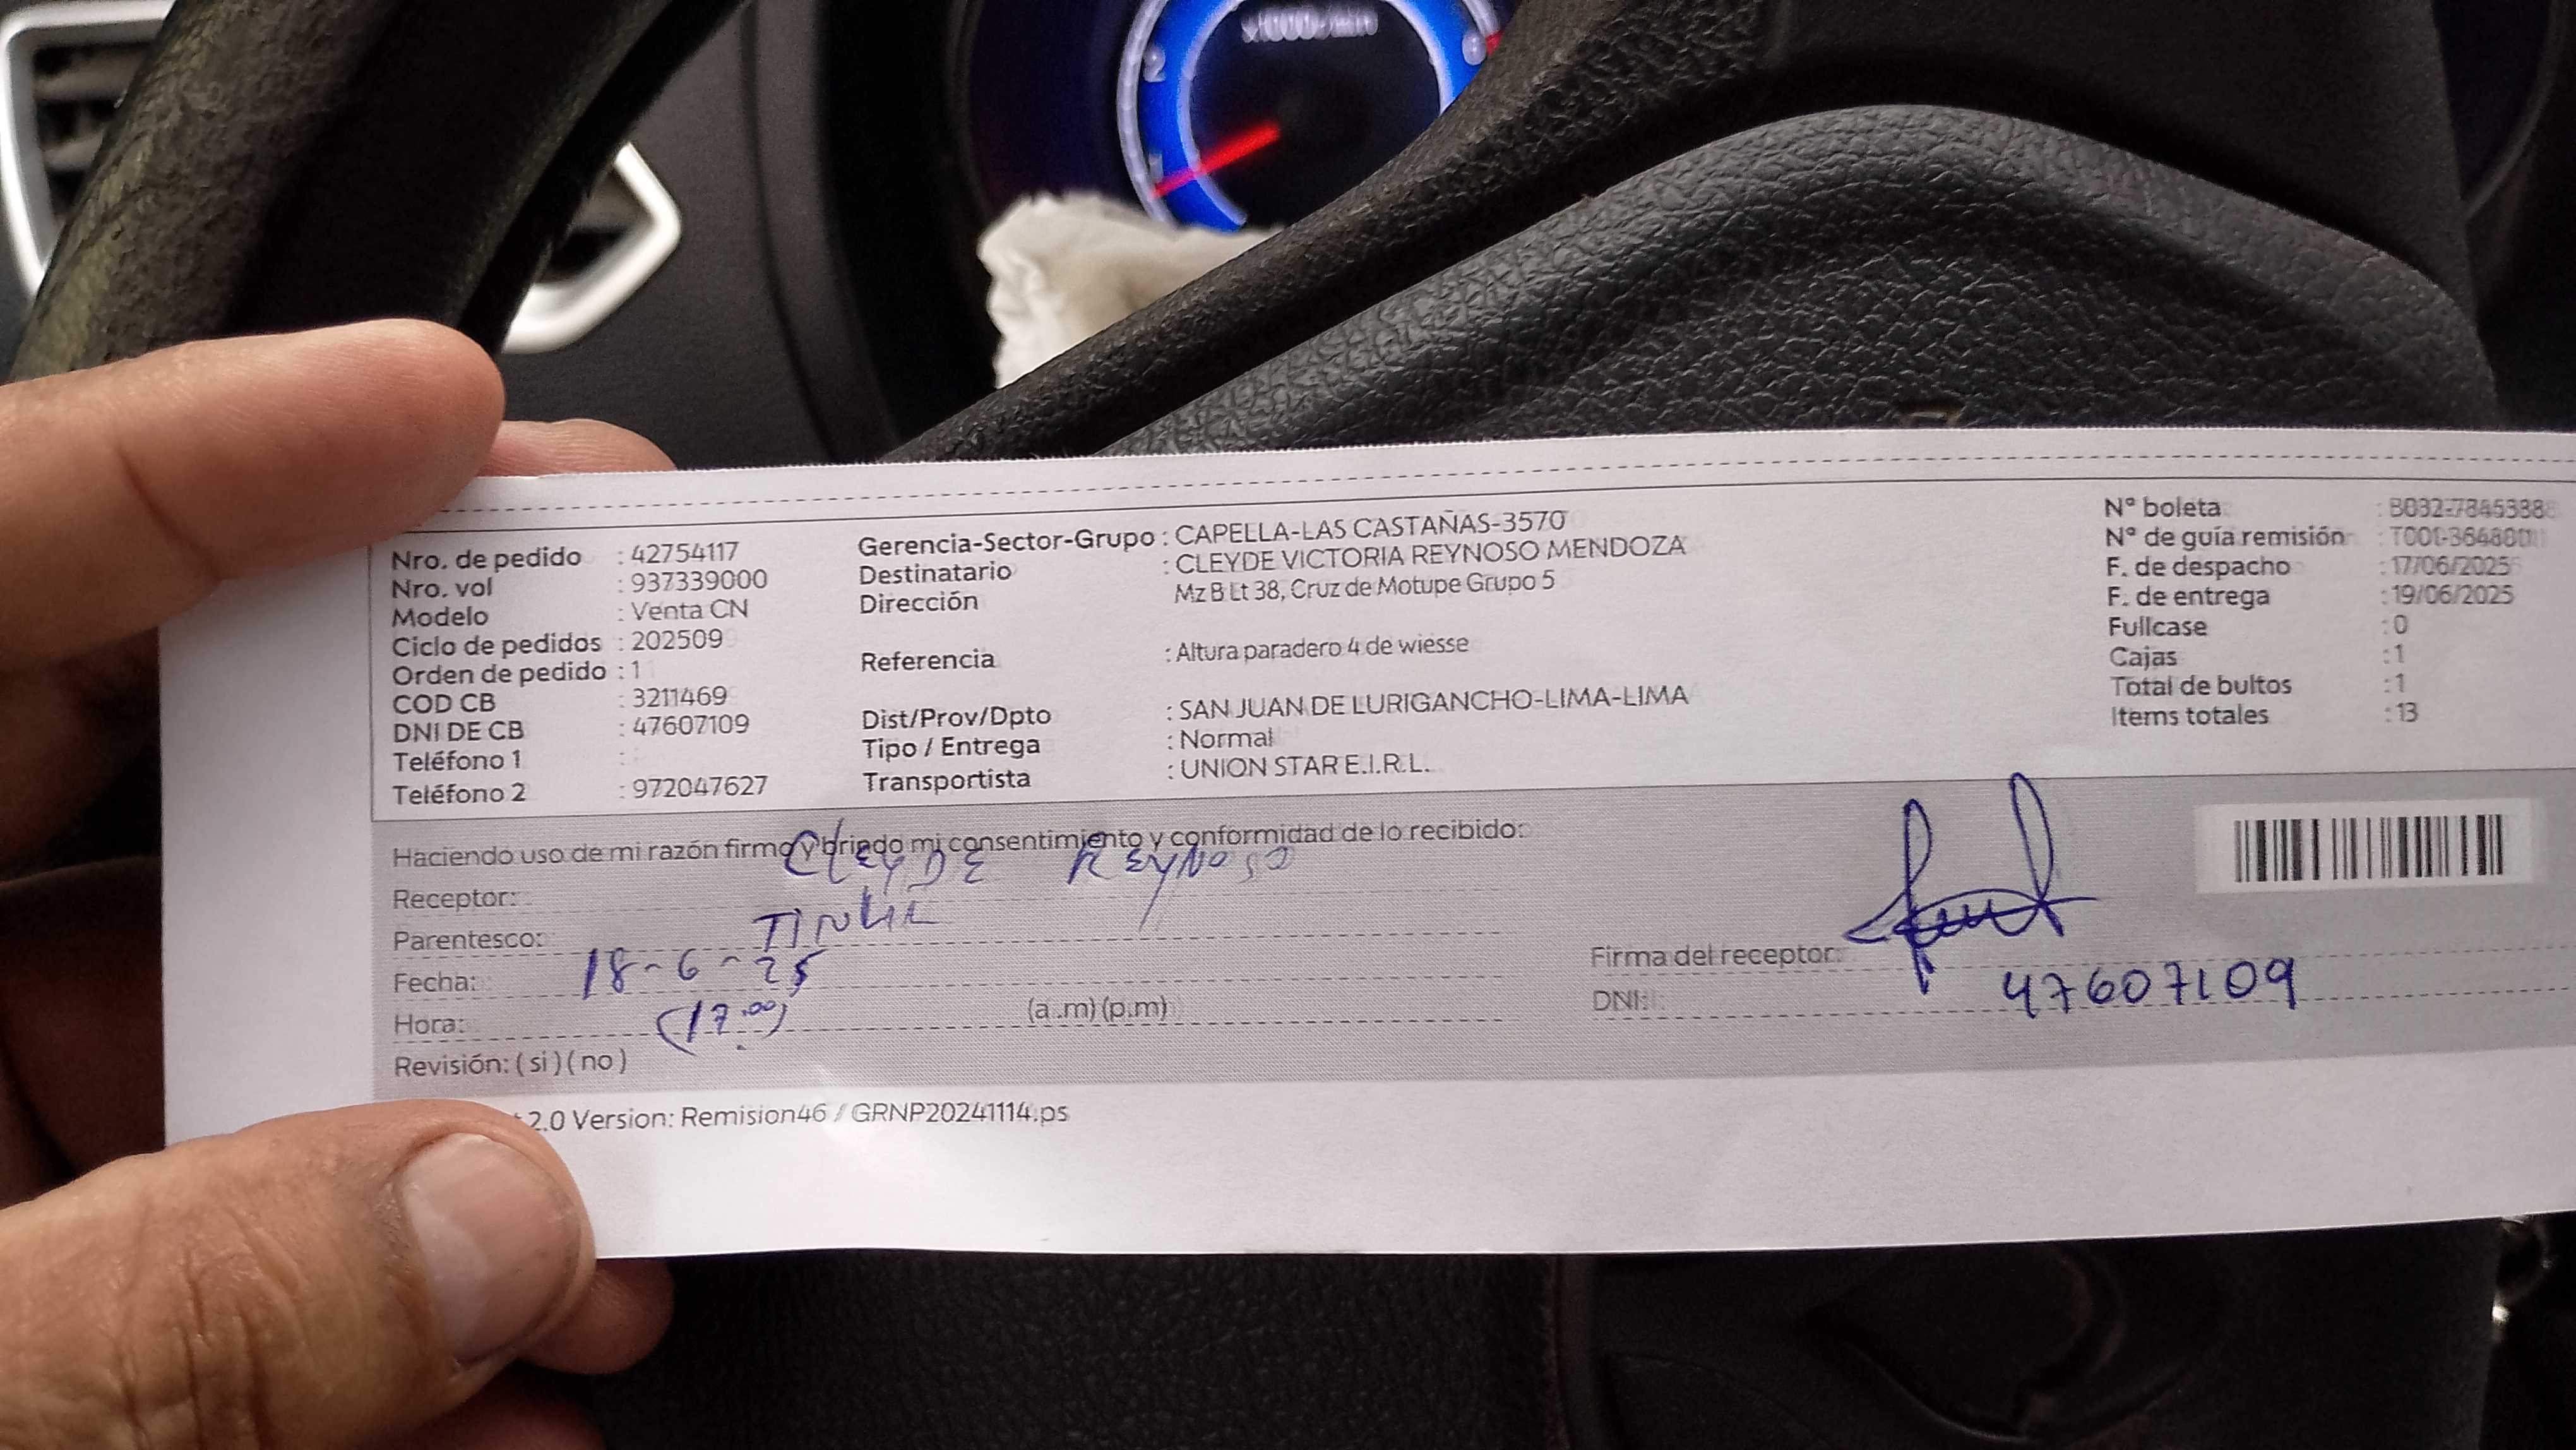 x1000r/min
2
6
1
Nro. de pedido : 42754117
Nro. vol : 937339000
Modelo : Venta CN
Ciclo de pedidos : 202509
Orden de pedido : 1
COD CB : 3211469
DNI DE CB : 47607109
Teléfono 1 :
Teléfono 2 : 972047627
Gerencia-Sector-Grupo : CAPELLA-LAS CASTAÑAS-3570
Destinatario : CLEYDE VICTORIA REYNOSO MENDOZA
Dirección Mz B Lt 38, Cruz de Motupe Grupo 5
Referencia : Altura paradero 4 de wiesse
Dist/Prov/Dpto : SAN JUAN DE LURIGANCHO-LIMA-LIMA
Tipo / Entrega : Normal
Transportista : UNION STAR E.I.R.L.
Nº boleta :
Nº de guía remisión :
F. de despacho : 17/06/2025
F. de entrega : 19/06/2025
Fullcase : 0
Cajas : 1
Total de bultos : 1
Items totales : 13
Haciendo uso de mi razón firmo y brindo mi consentimiento y conformidad de lo recibido:
Receptor: CleyDE REyNOSO
Parentesco:
Fecha: 18-6-25
Hora: (17:00) (a.m) (p.m)
Revisión: ( si ) ( no )
Firma del receptor:
DNI: 47607109
2.0 Version: Remision46 / GRNP20241114.ps